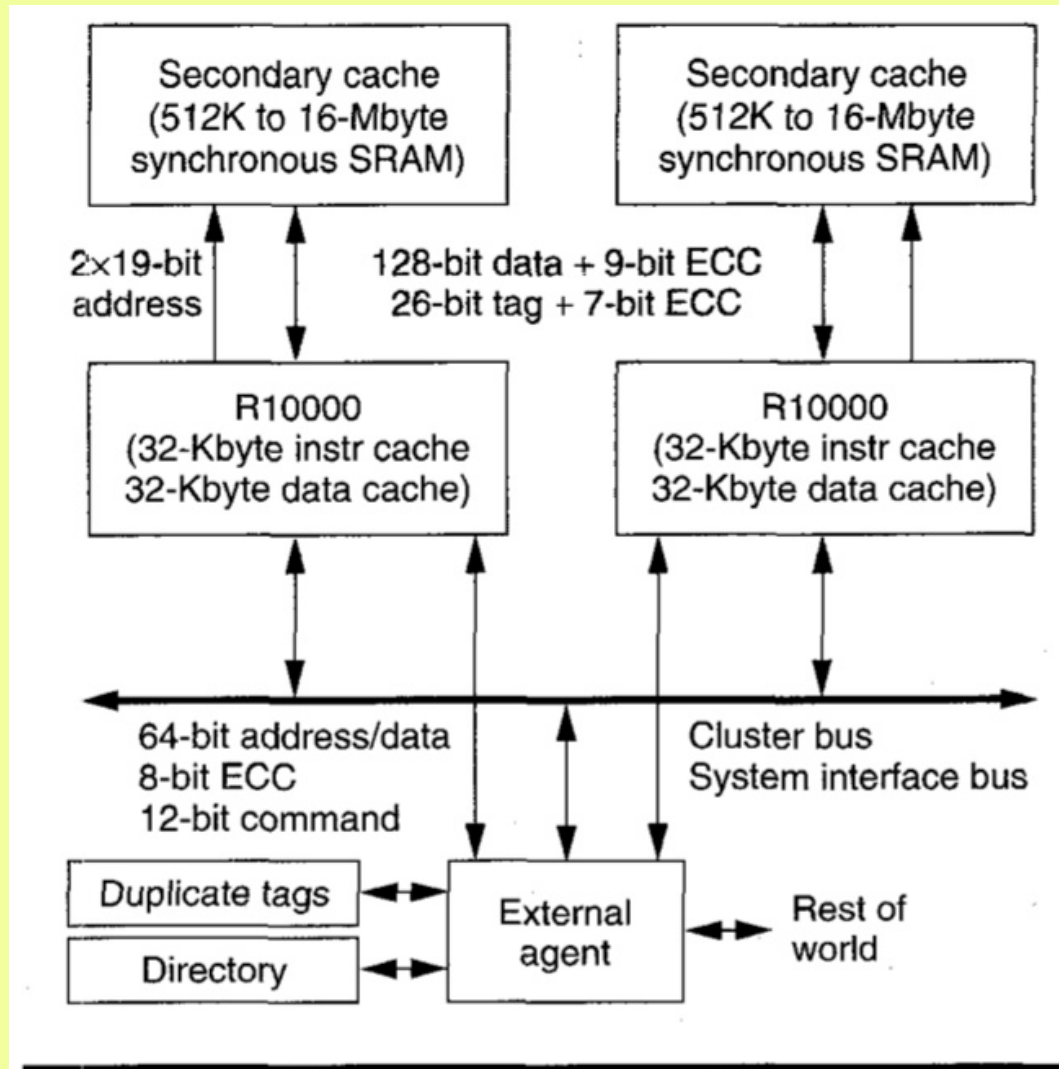 Secondary cache
(512K to 16-Mbyte
synchronous SRAM)
Secondary cache
(512K to 16-Mbyte
synchronous SRAM)
2×19-bit
address
128-bit data + 9-bit ECC
26-bit tag + 7-bit ECC
R10000
(32-Kbyte instr cache
32-Kbyte data cache)
R10000
(32-Kbyte instr cache
32-Kbyte data cache)
64-bit address/data
8-bit ECC
12-bit command
Cluster bus
System interface bus
Duplicate tags
Directory
External
agent
Rest of
world